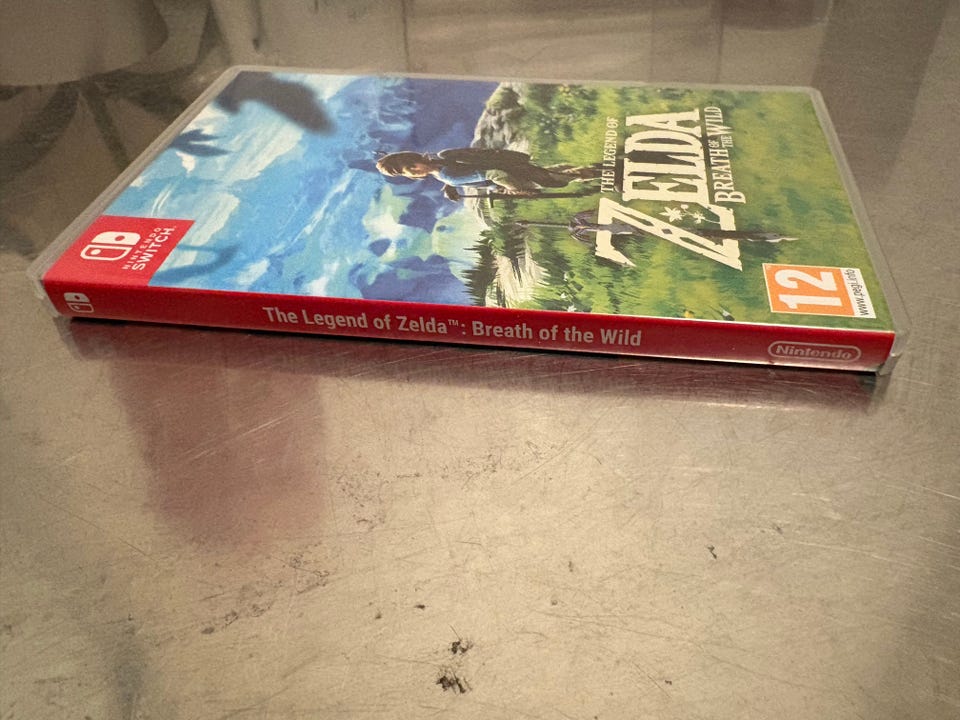 NINTENDO
SWITCH
THE LEGEND OF
ZELDA
BREATH OF THE WILD
12
www.pegi.info
The Legend of Zelda™: Breath of the Wild
Nintendo